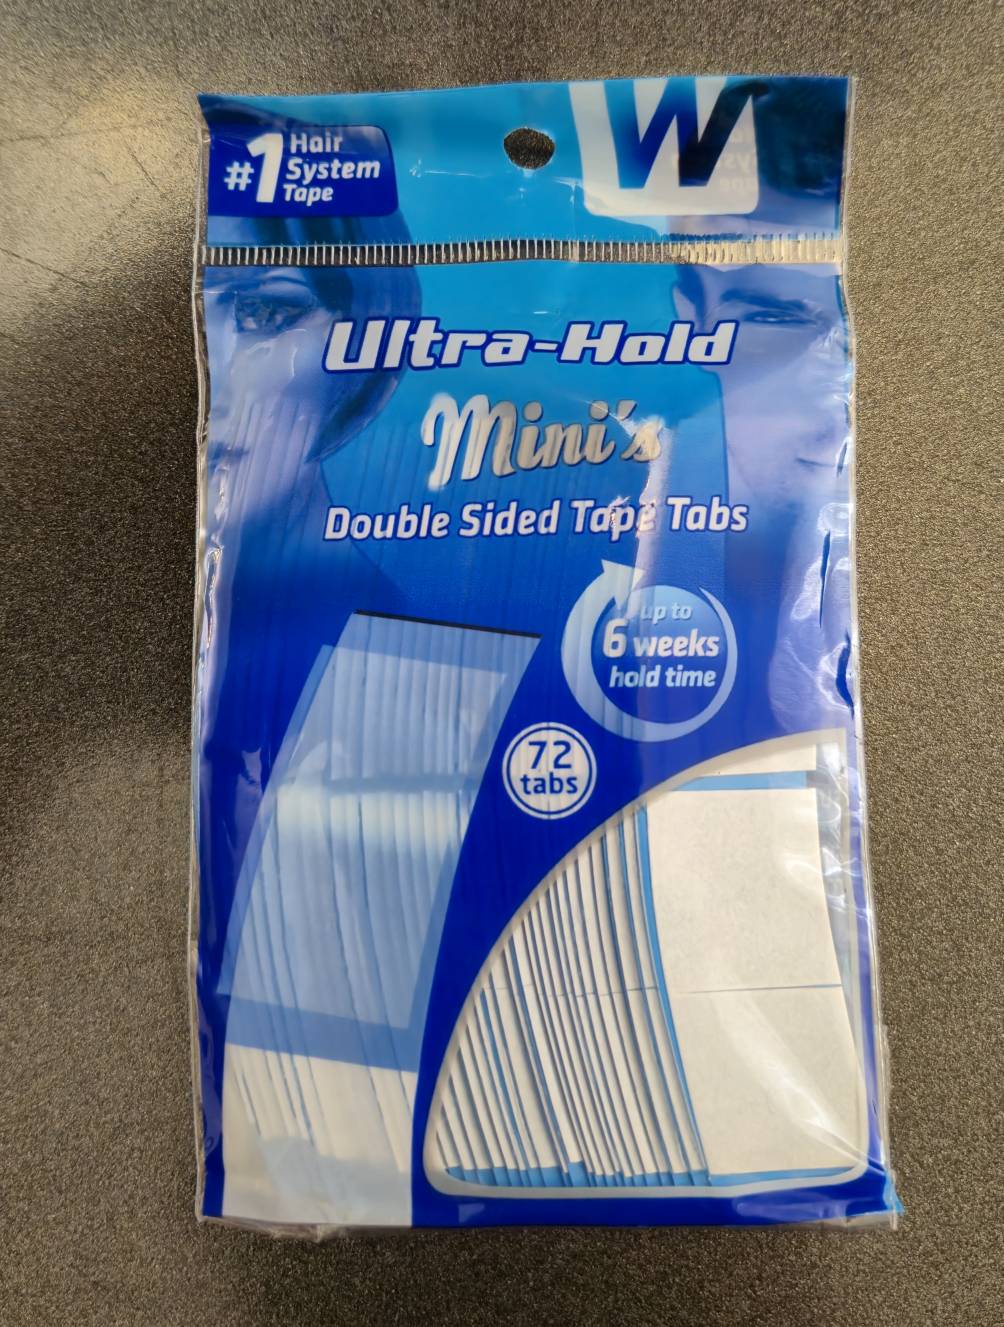 #1 Hair
System
Tape
W
Ultra-Hold
Mini's
Double Sided Tape Tabs
up to
6 weeks
hold time
72
tabs